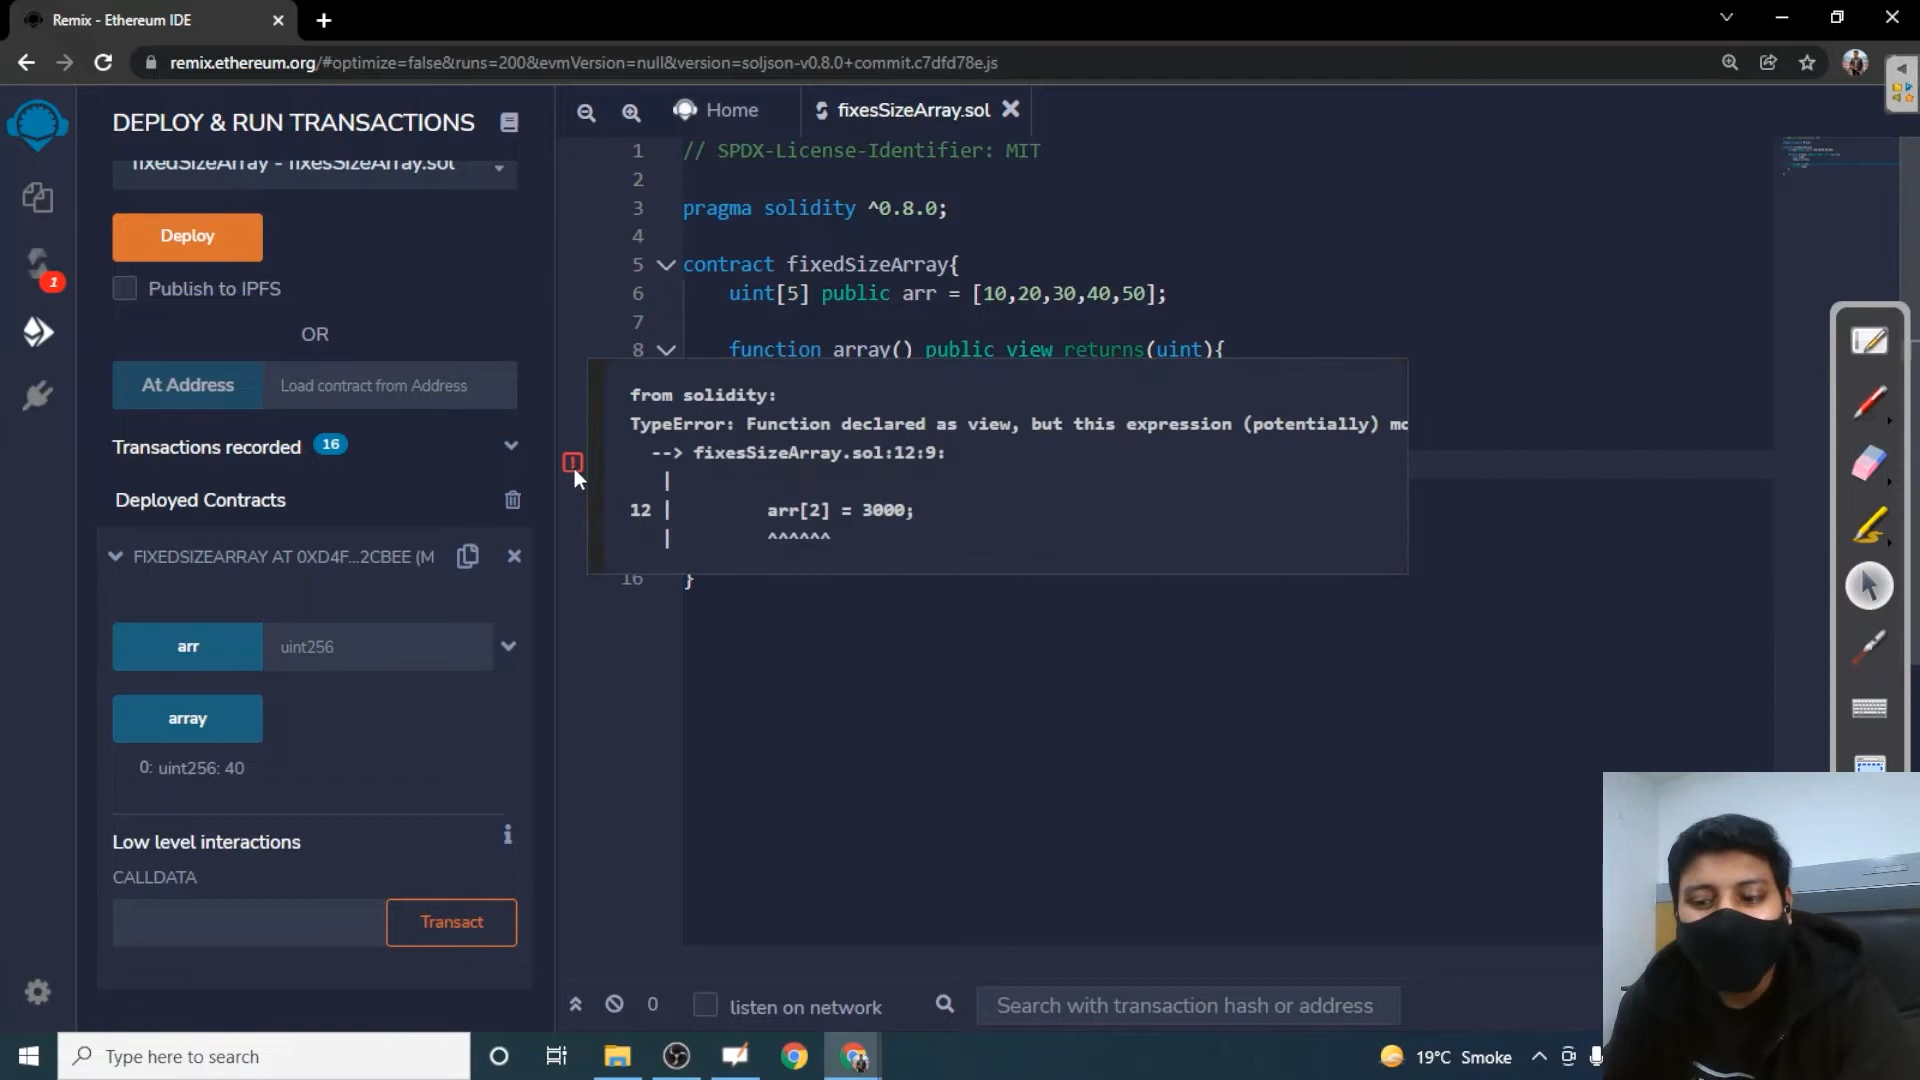 Remix - Ethereum IDE
remix.ethereum.org/#optimize=false&runs=200&evmVersion=null&version=soljson-v0.8.0+commit.c7dfd78e.js
DEPLOY & RUN TRANSACTIONS
fixedSizeArray - fixesSizeArray.sol
Deploy
Publish to IPFS
OR
At Address
Load contract from Address
Transactions recorded 16
Deployed Contracts
FIXEDSIZEARRAY AT 0XD4F...2CBEE (M
arr
uint256
array
0: uint256: 40
Low level interactions
i
CALLDATA
Transact
1
Home
fixesSizeArray.sol
1 // SPDX-License-Identifier: MIT
2
3 pragma solidity ^0.8.0;
4
5 contract fixedSizeArray{
6 uint[5] public arr = [10,20,30,40,50];
7
8 function array() public view returns(uint){
from solidity:
TypeError: Function declared as view, but this expression (potentially) mo
--> fixesSizeArray.sol:12:9:
|
12 | arr[2] = 3000;
| ^^^^^^
16 }
0
listen on network
Search with transaction hash or address
Type here to search
19°C Smoke